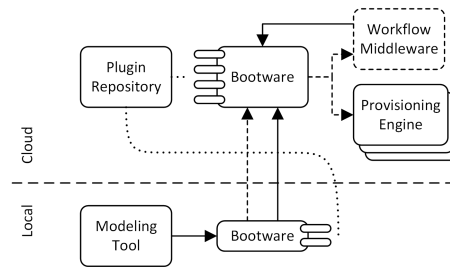 Workflow
Middleware
Plugin
Repository
Bootware
Provisioning
Engine
Cloud
Local
Modeling
Tool
Bootware